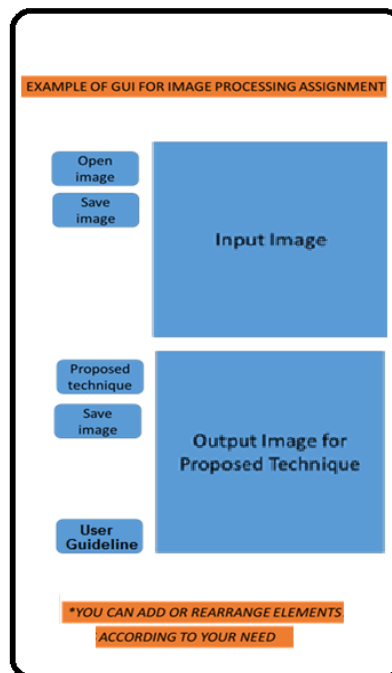 EXAMPLE OF GUI FOR IMAGE PROCESSING ASSIGNMENT
Open
image
Save
image
Input Image
Proposed
technique
Save
image
Output Image for
Proposed Technique
User
Guideline
*YOU CAN ADD OR REARRANGE ELEMENTS
ACCORDING TO YOUR NEED